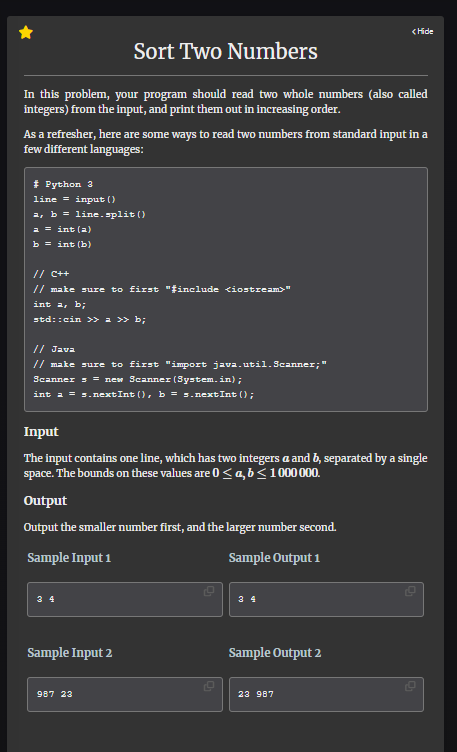 < Hide
Sort Two Numbers
In this problem, your program should read two whole numbers (also called
integers) from the input, and print them out in increasing order.
As a refresher, here are some ways to read two numbers from standard input in a
few different languages:
# Python 3
line = input()
a, b = line.split()
a = int(a)
b = int(b)
// C++
// make sure to first "#include <iostream>"
int a, b;
std::cin >> a >> b;
// Java
// make sure to first "import java.util.Scanner;"
Scanner s = new Scanner(System.in);
int a = s.nextInt(), b = s.nextInt();
Input
The input contains one line, which has two integers a and b, separated by a single
space. The bounds on these values are 0 ≤ a, b ≤ 1 000 000.
Output
Output the smaller number first, and the larger number second.
Sample Input 1 Sample Output 1
3 4 3 4
Sample Input 2 Sample Output 2
987 23 23 987